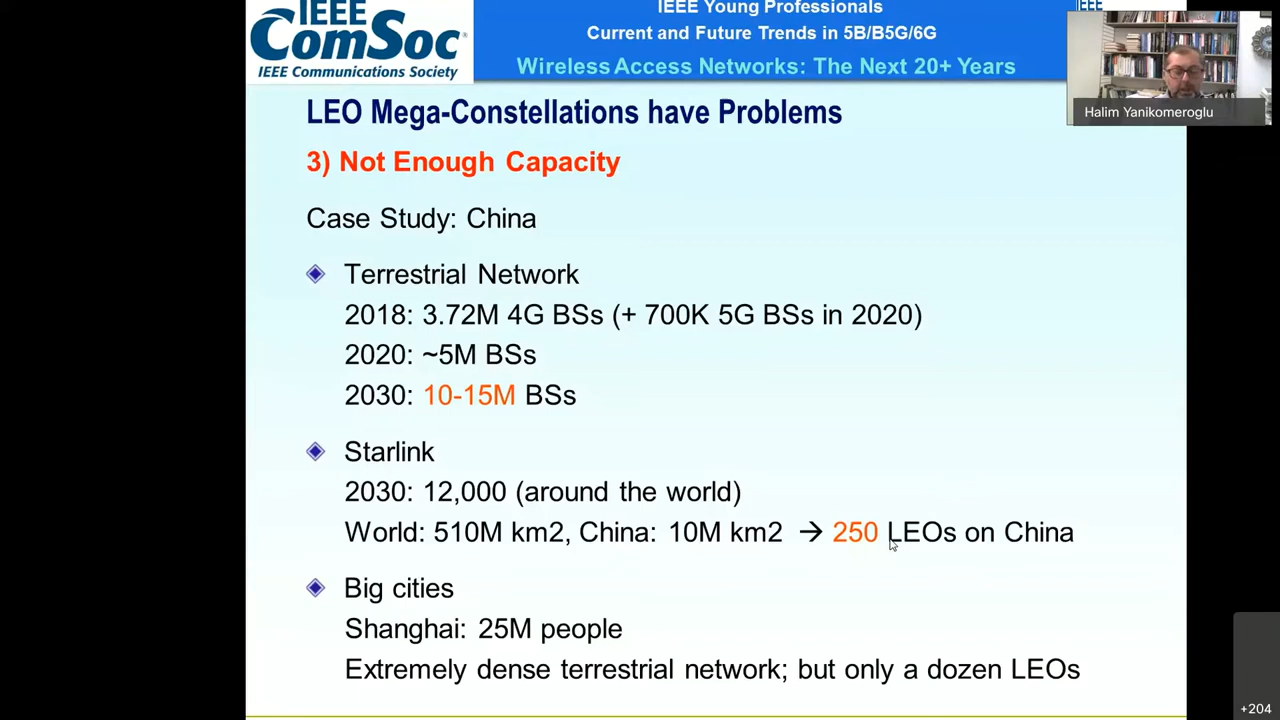 IEEE
ComSoc®
IEEE Communications Society
IEEE Young Professionals
Current and Future Trends in 5B/B5G/6G
Wireless Access Networks: The Next 20+ Years
IEEE
Halim Yanikomeroglu
LEO Mega-Constellations have Problems
3) Not Enough Capacity
Case Study: China
Terrestrial Network
2018: 3.72M 4G BSs (+ 700K 5G BSs in 2020)
2020: ~5M BSs
2030: 10-15M BSs
Starlink
2030: 12,000 (around the world)
World: 510M km2, China: 10M km2 → 250 LEOs on China
Big cities
Shanghai: 25M people
Extremely dense terrestrial network; but only a dozen LEOs
+204